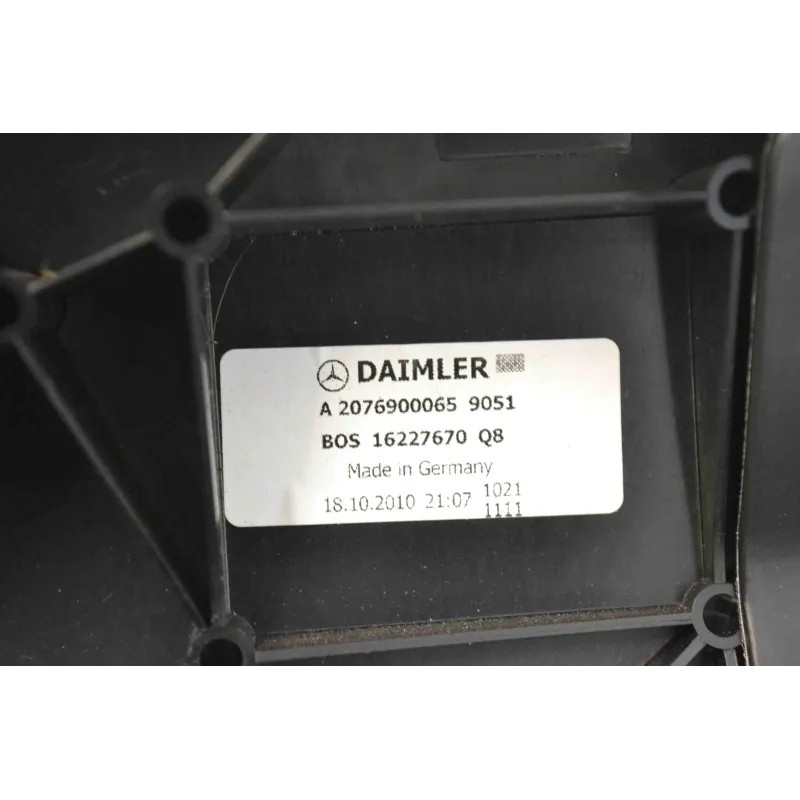 DAIMLER
A 2076900065 9051
BOS 16227670 Q8
Made in Germany
18.10.2010 21:07 1021
1111